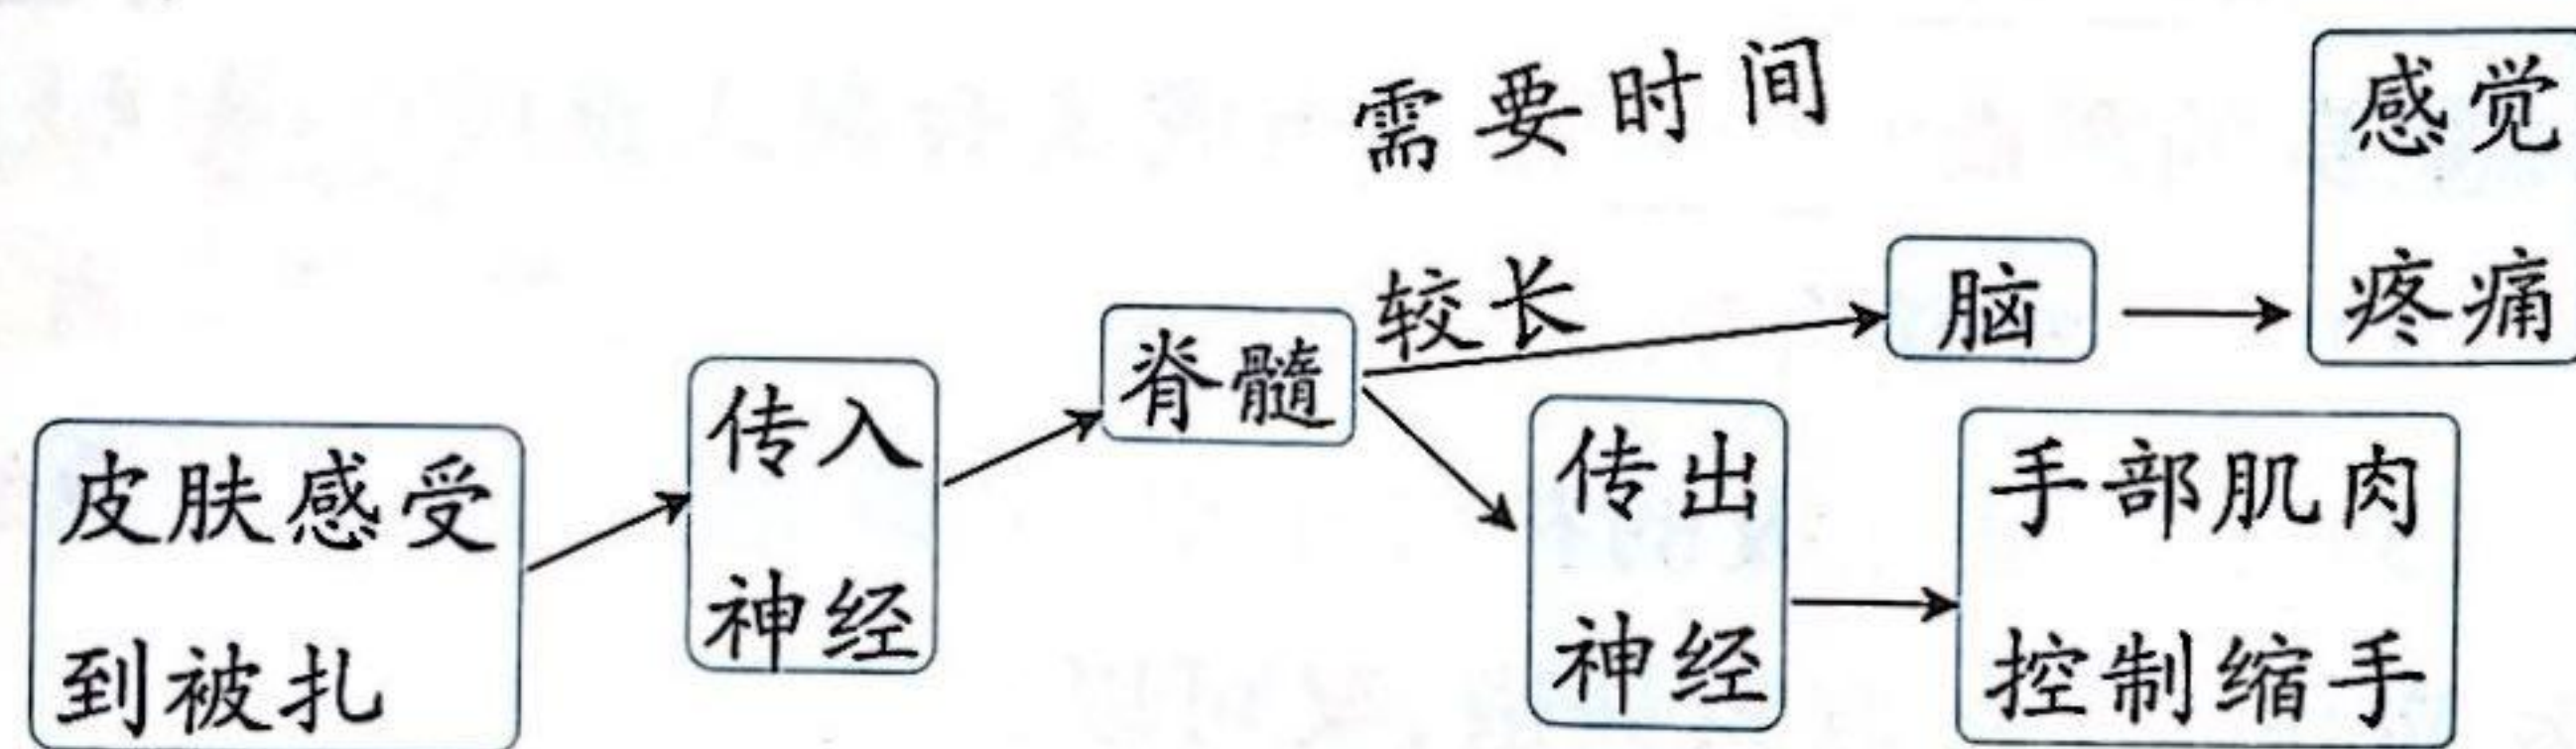 需要时间
较长
感觉
疼痛
脑
脊髓
传入
神经
皮肤感受
到被扎
传出
神经
手部肌肉
控制缩手